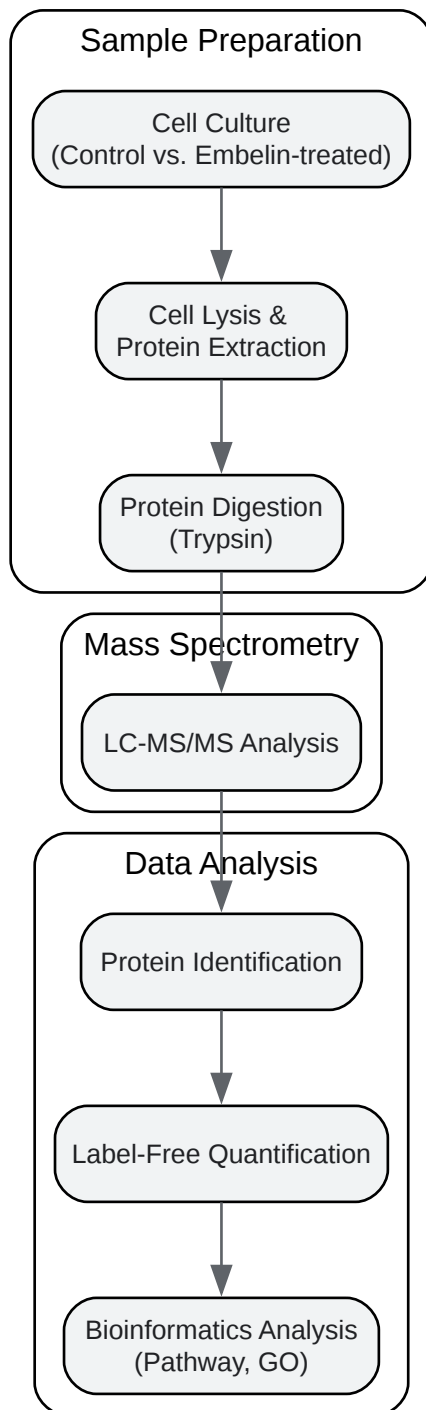 Sample Preparation
Cell Culture
(Control vs. Embelin-treated)
Cell Lysis &
Protein Extraction
Protein Digestion
(Trypsin)
Mass Spectrometry
LC-MS/MS Analysis
Data Analysis
Protein Identification
Label-Free Quantification
Bioinformatics Analysis
(Pathway, GO)